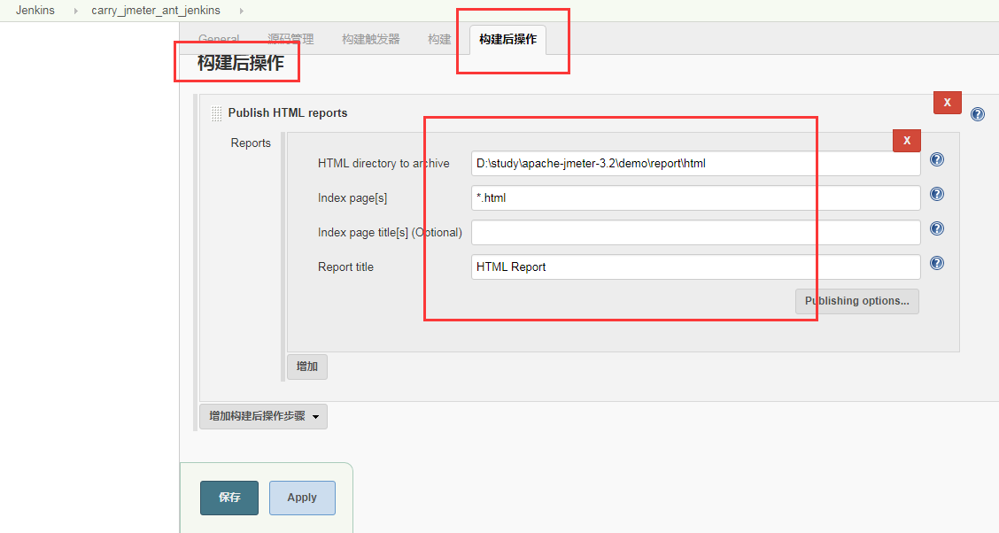 Jenkins carry_jmeter_ant_jenkins
General 源码管理 构建触发器 构建 构建后操作
构建后操作
Publish HTML reports
X
Reports
X
HTML directory to archive D:\study\apache-jmeter-3.2\demo\report\html
Index page[s] *.html
Index page title[s] (Optional)
Report title HTML Report
Publishing options...
增加
增加构建后操作步骤
保存 Apply